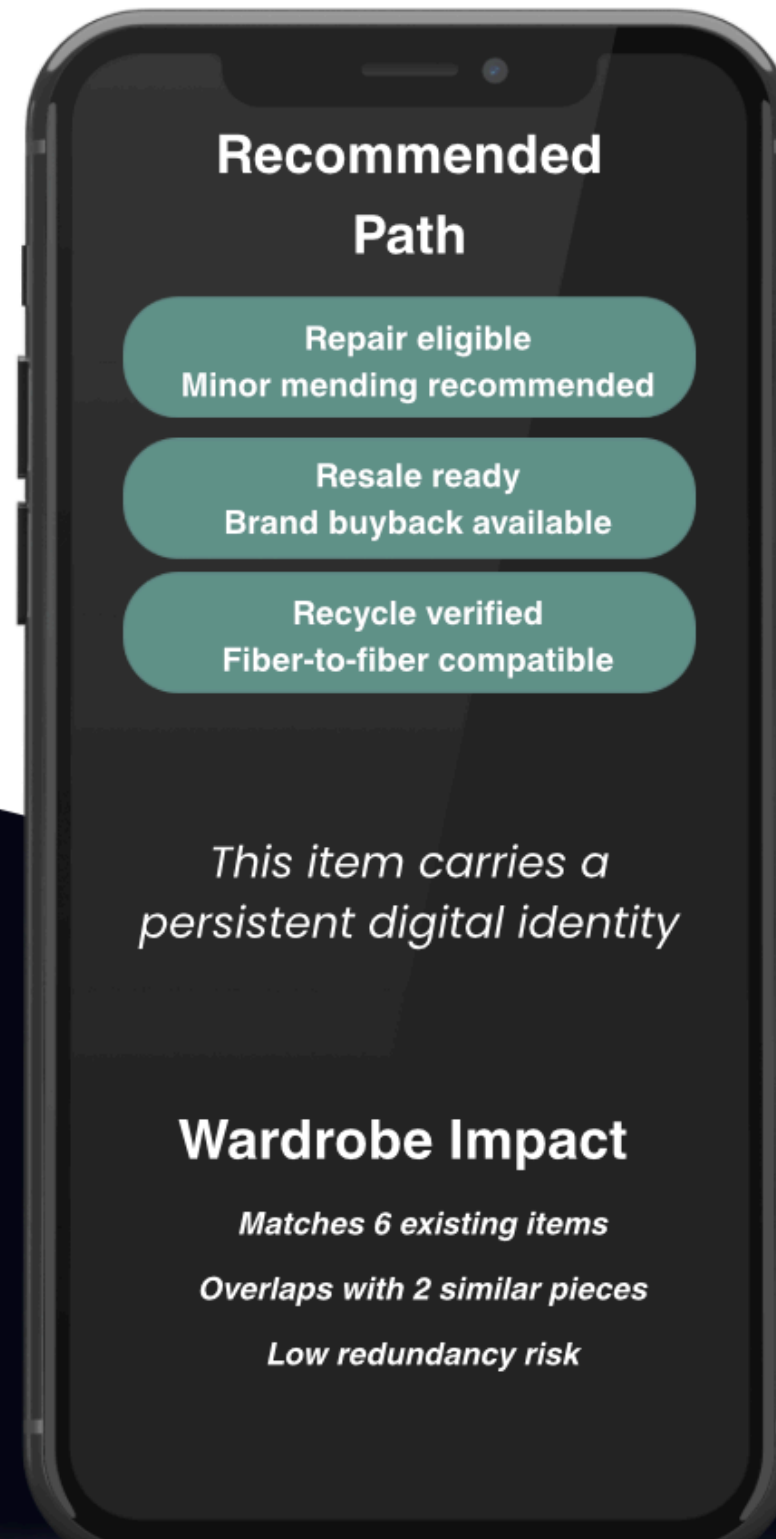 Recommended
Path
Repair eligible
Minor mending recommended
Resale ready
Brand buyback available
Recycle verified
Fiber-to-fiber compatible
This item carries a
persistent digital identity
Wardrobe Impact
Matches 6 existing items
Overlaps with 2 similar pieces
Low redundancy risk